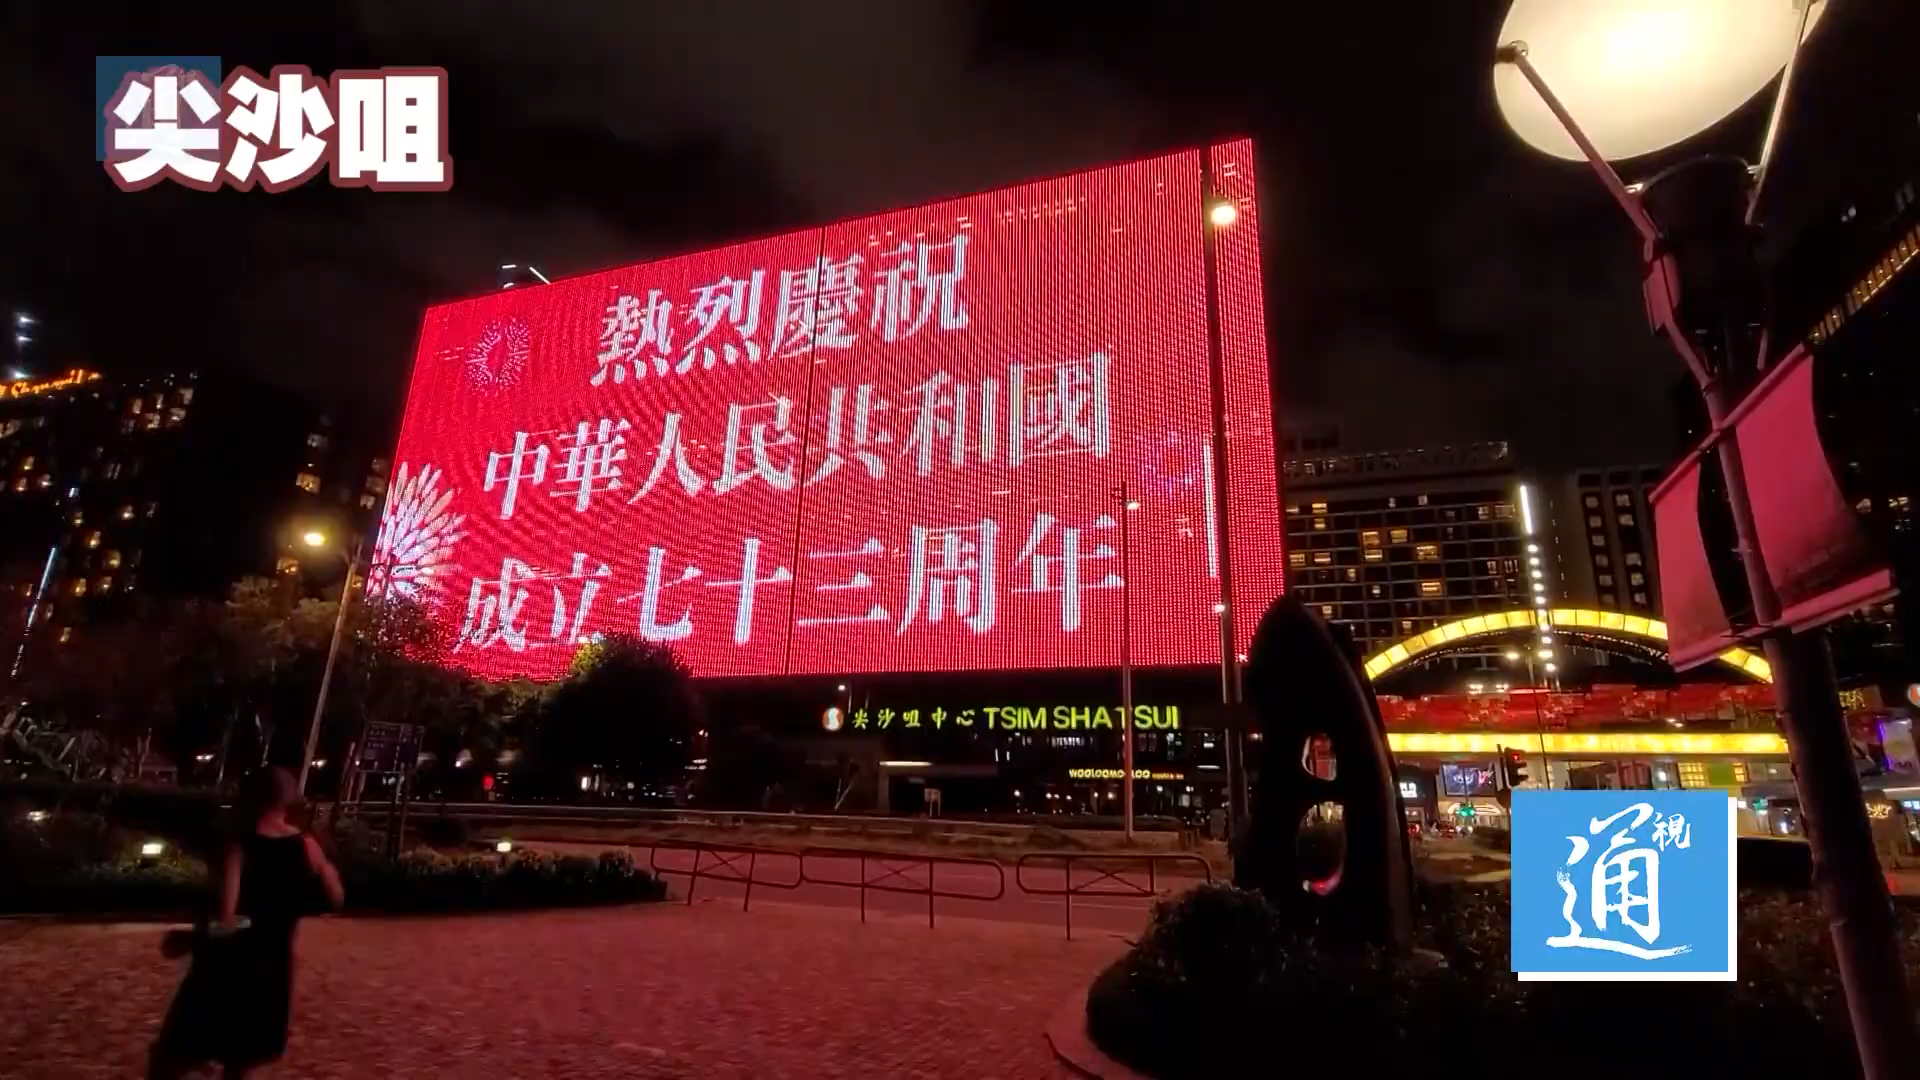 尖沙咀
熱烈慶祝
中華人民共和國
成立七十三周年
尖沙咀中心 TSIM SHA TSUI
WOOLOOMOOLOO
通視